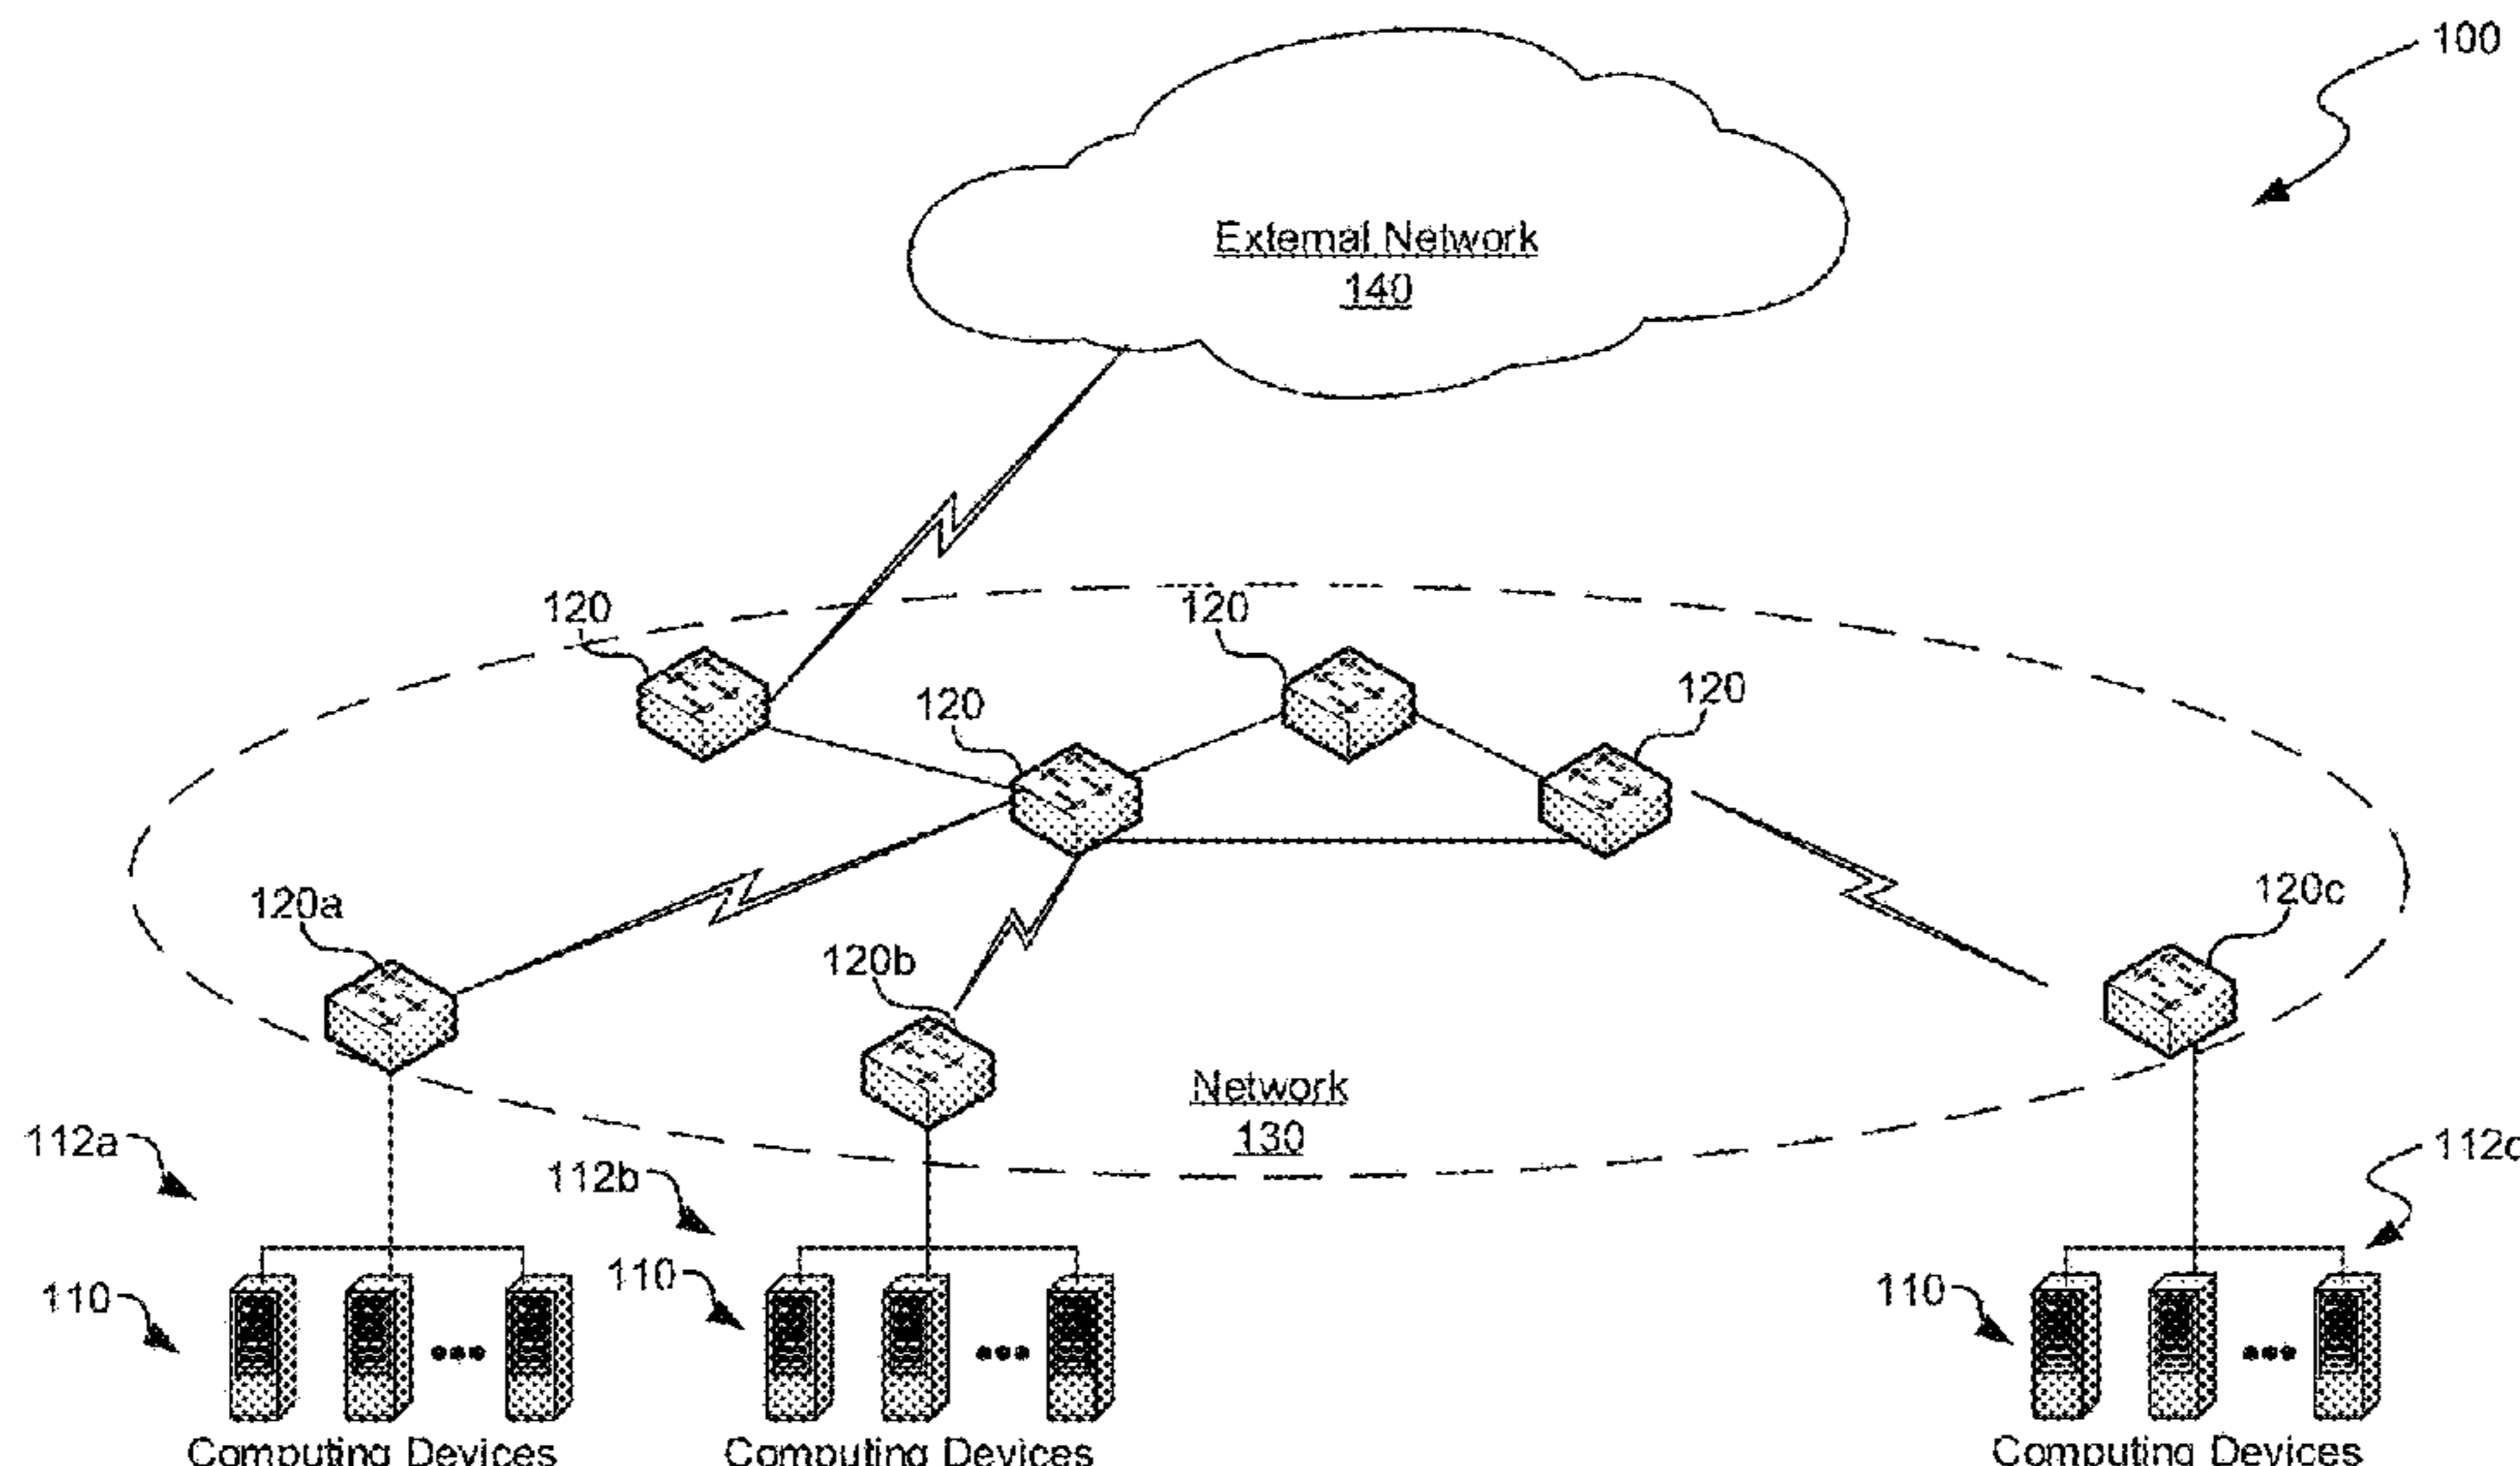 100
External Network
140
120
120
120
120
120a
120c
120b
Network
130
112a
112b
112c
110
110
110
Computing Devices
Computing Devices
Computing Devices